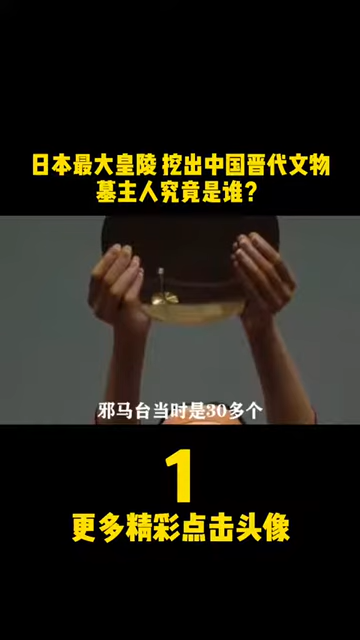 日本最大皇陵 挖出中国晋代文物
墓主人究竟是谁？
邪马台当时是30多个
1
更多精彩点击头像